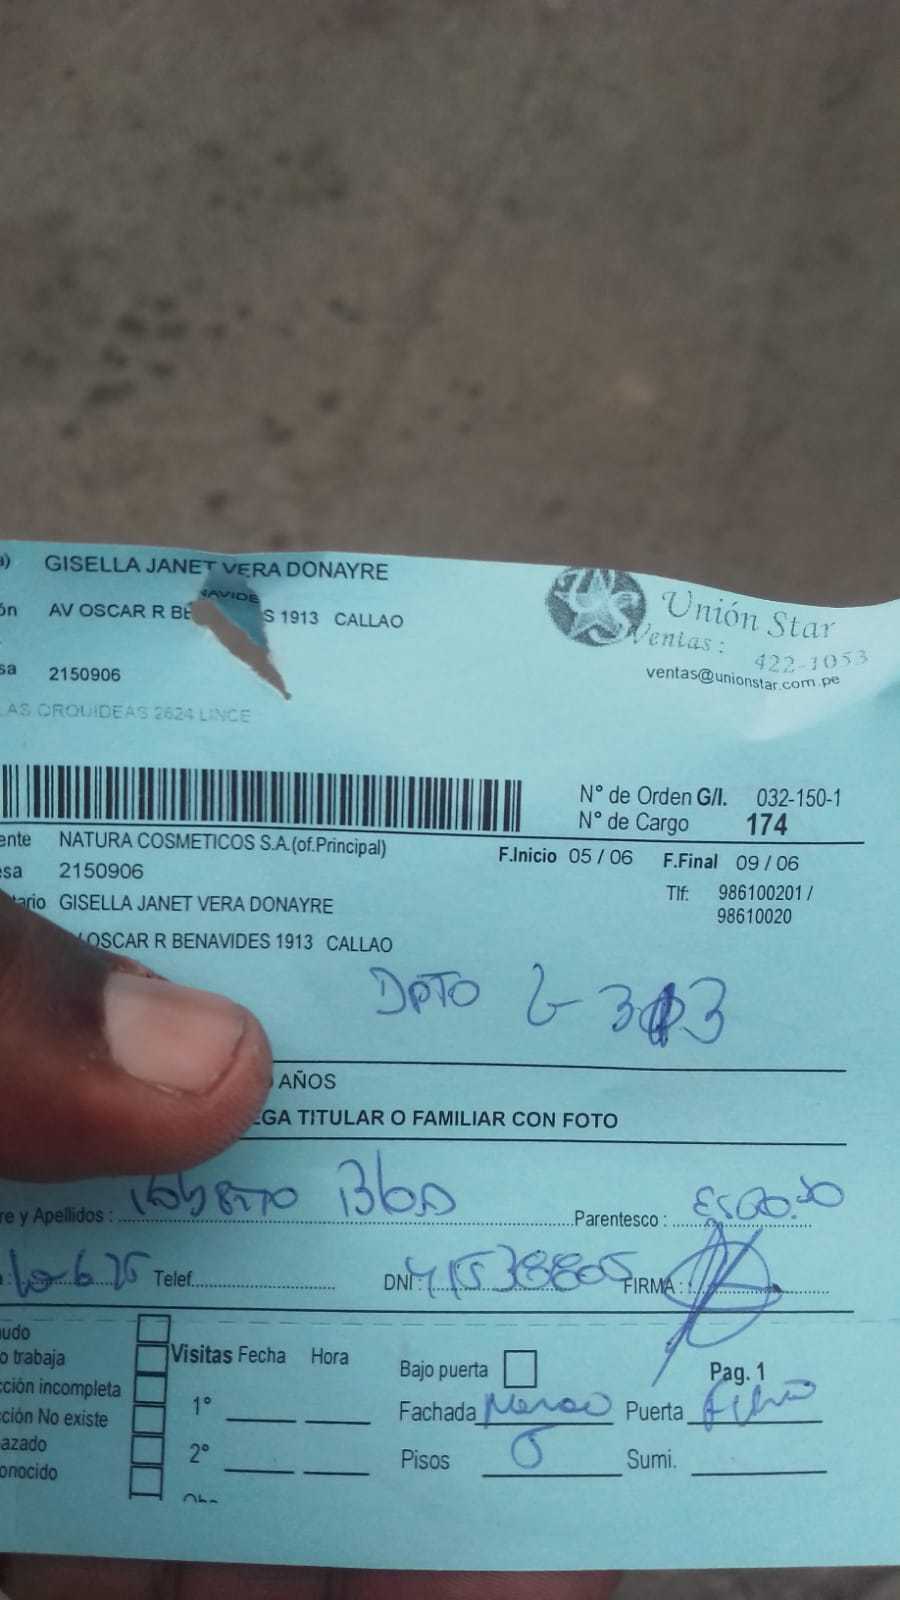 a) GISELLA JANET VERA DONAYRE
NAVIDE
ón AV OSCAR R BE S 1913 CALLAO
Unión Star
Ventas :
422-1053
ventas@unionstar.com.pe
sa 2150906
LAS ORQUIDEAS 2624 LINCE
N° de Orden G/I. 032-150-1
N° de Cargo 174
ente NATURA COSMETICOS S.A.(of.Principal)
F.Inicio 05 / 06 F.Final 09 / 06
esa 2150906
Tlf: 986100201 /
98610020
tario GISELLA JANET VERA DONAYRE
OSCAR R BENAVIDES 1913 CALLAO
DPTO
AÑOS
EGA TITULAR O FAMILIAR CON FOTO
re y Apellidos : Parentesco : ESPOSO
Telef. DNI : 41538805 FIRMA :
udo
o trabaja
Visitas Fecha Hora
Bajo puerta
Pag. 1
cción incompleta
1°
Fachada Puerta
cción No existe
azado
2°
Pisos 5 Sumi.
onocido